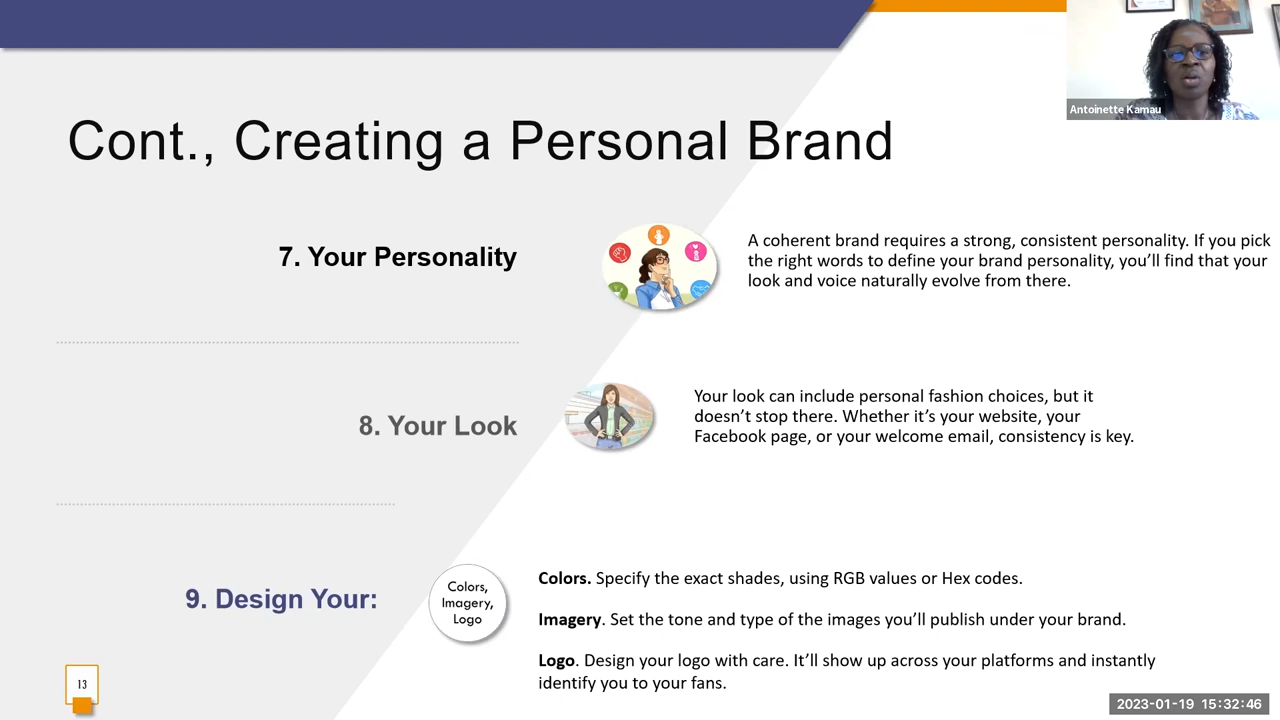 Antoinette Kamau
Cont., Creating a Personal Brand
7. Your Personality
A coherent brand requires a strong, consistent personality. If you pick
the right words to define your brand personality, you’ll find that your
look and voice naturally evolve from there.
8. Your Look
Your look can include personal fashion choices, but it
doesn’t stop there. Whether it’s your website, your
Facebook page, or your welcome email, consistency is key.
9. Design Your:
Colors,
Imagery,
Logo
Colors. Specify the exact shades, using RGB values or Hex codes.
Imagery. Set the tone and type of the images you’ll publish under your brand.
Logo. Design your logo with care. It’ll show up across your platforms and instantly
identify you to your fans.
13
2023-01-19 15:32:46